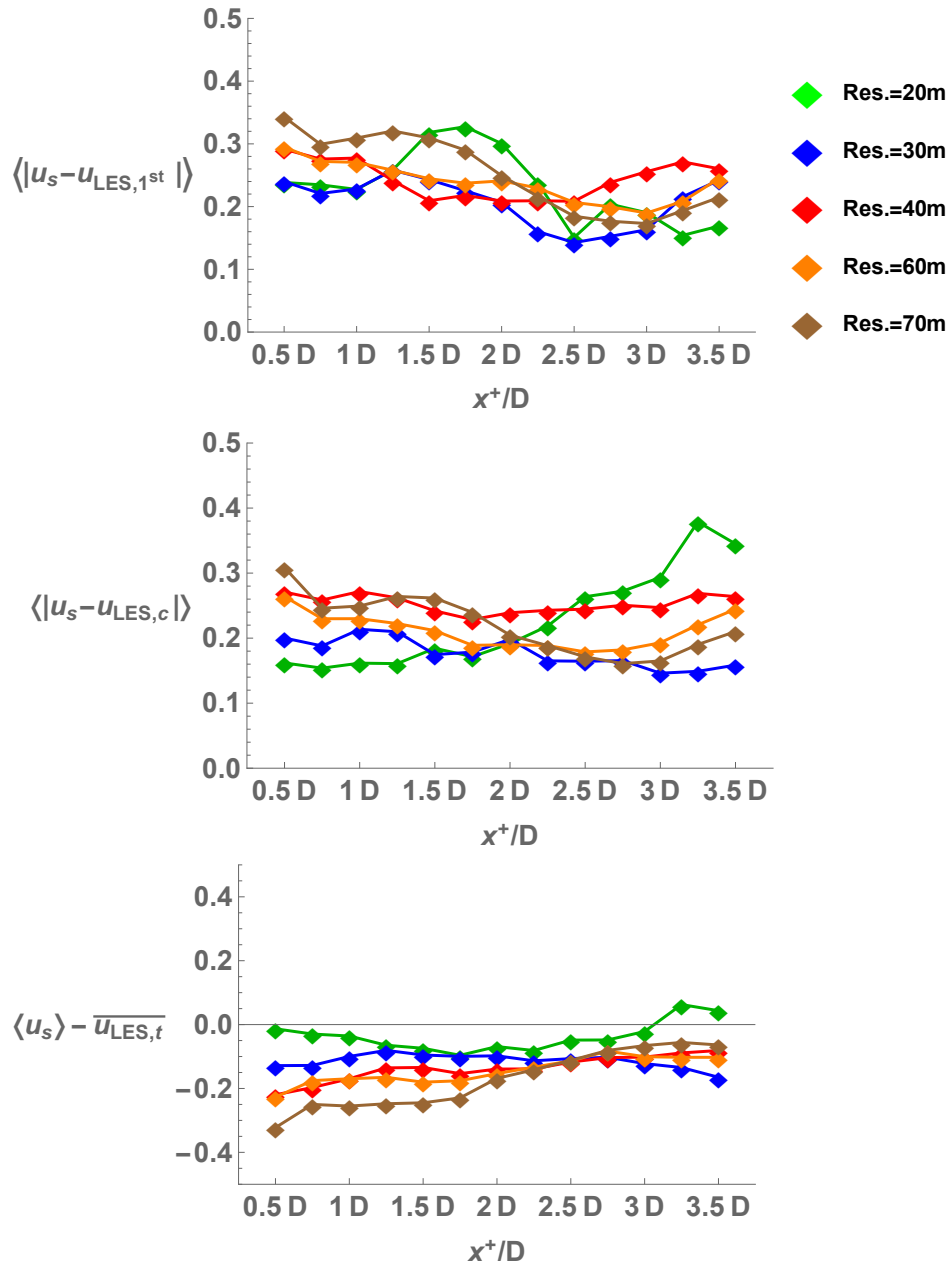 0.5
0.4
0.3
0.2
0.1
0.0
⟨|uₛ−u_LES,1ˢᵗ |⟩
0.5 D 1 D 1.5 D 2 D 2.5 D 3 D 3.5 D
x⁺/D
Res.=20m
Res.=30m
Res.=40m
Res.=60m
Res.=70m
0.5
0.4
0.3
0.2
0.1
0.0
⟨|uₛ−u_LES,c|⟩
0.5 D 1 D 1.5 D 2 D 2.5 D 3 D 3.5 D
x⁺/D
0.4
0.2
0.0
−0.2
−0.4
⟨uₛ⟩ − \overline{u_LES,t}
0.5 D 1 D 1.5 D 2 D 2.5 D 3 D 3.5 D
x⁺/D